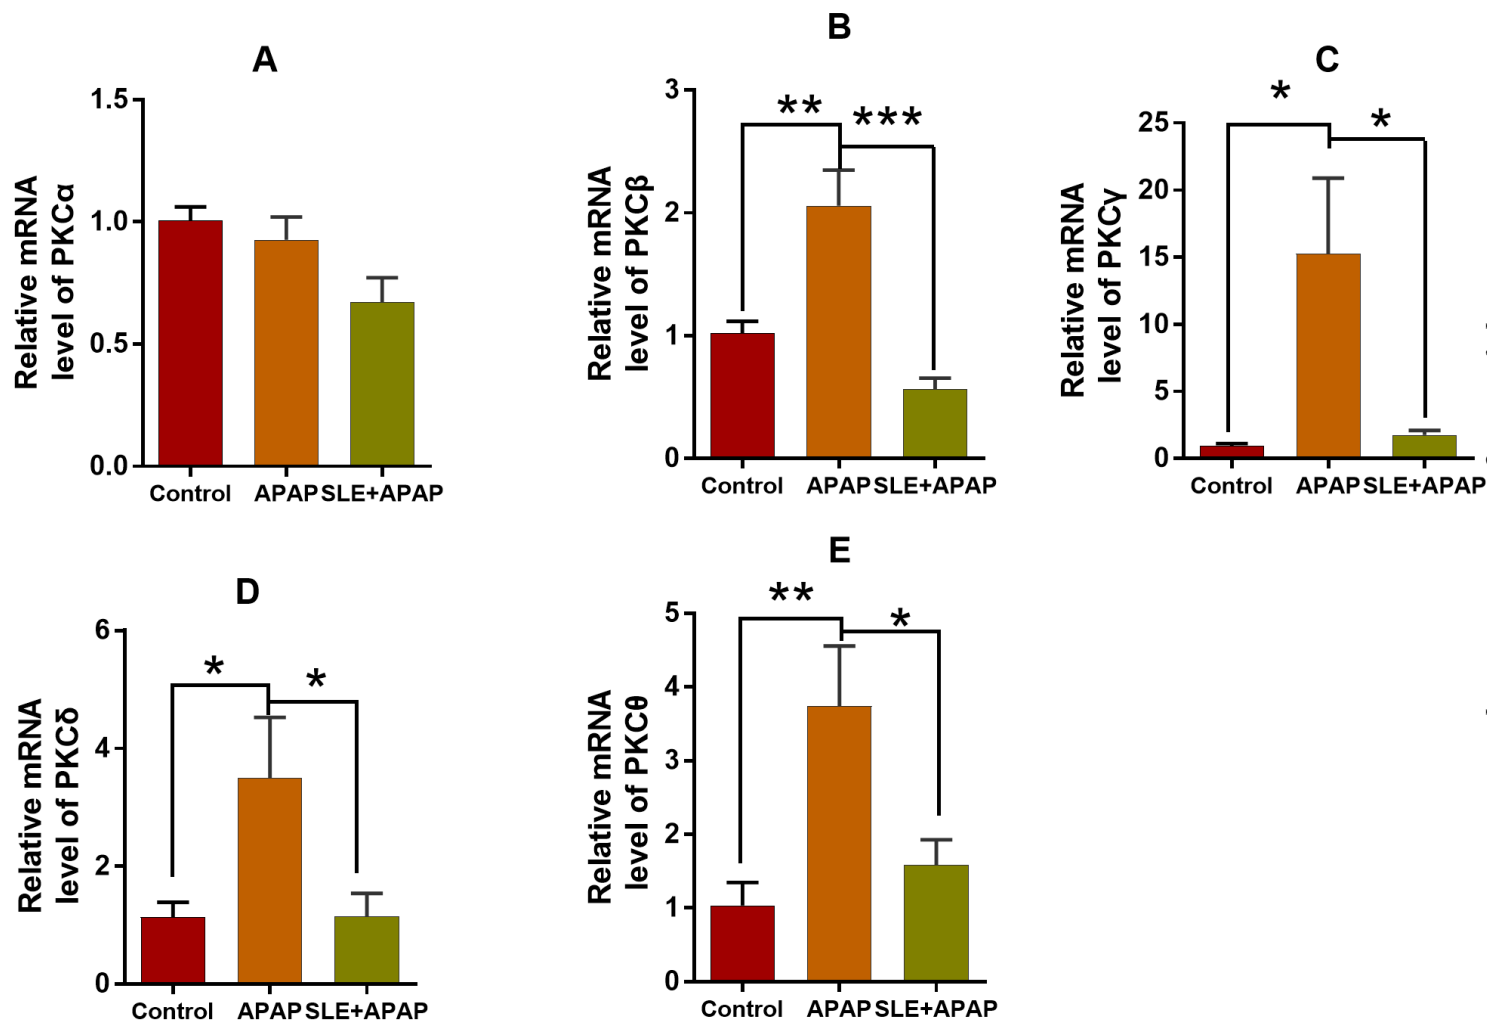 A
Relative mRNA
level of PKCα
1.5
1.0
0.5
0.0
Control APAP SLE+APAP
B
Relative mRNA
level of PKCβ
3
2
1
0
** ***
Control APAP SLE+APAP
C
Relative mRNA
level of PKCγ
25
20
15
10
5
0
* *
Control APAP SLE+APAP
D
Relative mRNA
level of PKCδ
6
4
2
0
* *
Control APAP SLE+APAP
E
Relative mRNA
level of PKCθ
5
4
3
2
1
0
** *
Control APAP SLE+APAP